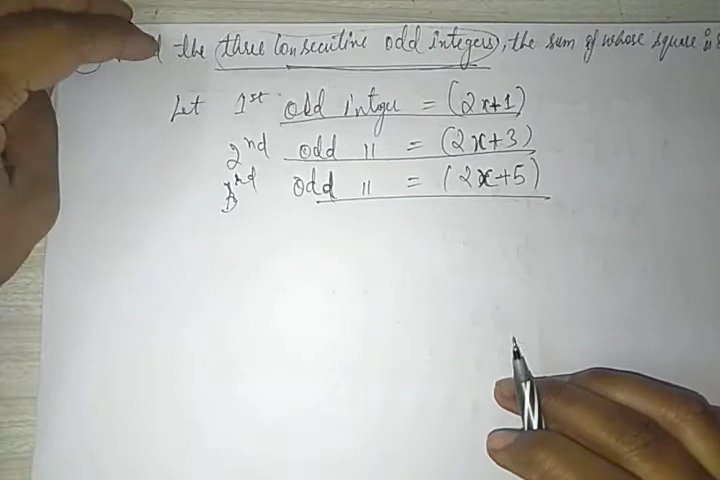 the three consecutive odd integers, the sum of whose square is
Let 1st odd integer = (2x+1)
2nd odd " = (2x+3)
3rd odd " = (2x+5)